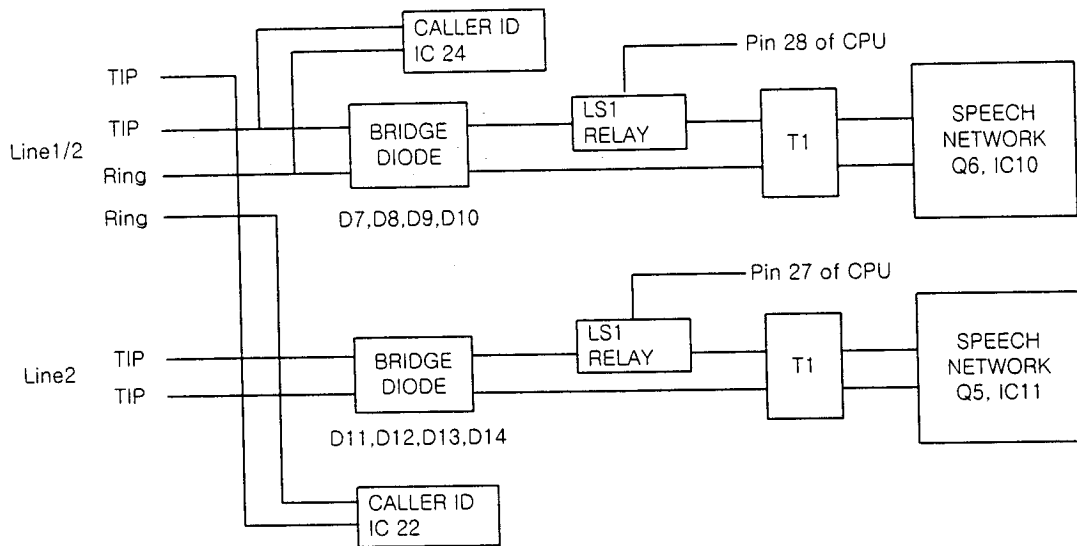 CALLER ID
IC 24
Pin 28 of CPU
TIP
TIP
Line1/2
Ring
Ring
BRIDGE
DIODE
D7,D8,D9,D10
LS1
RELAY
T1
SPEECH
NETWORK
Q6, IC10
Pin 27 of CPU
Line2
TIP
TIP
BRIDGE
DIODE
D11,D12,D13,D14
LS1
RELAY
T1
SPEECH
NETWORK
Q5, IC11
CALLER ID
IC 22